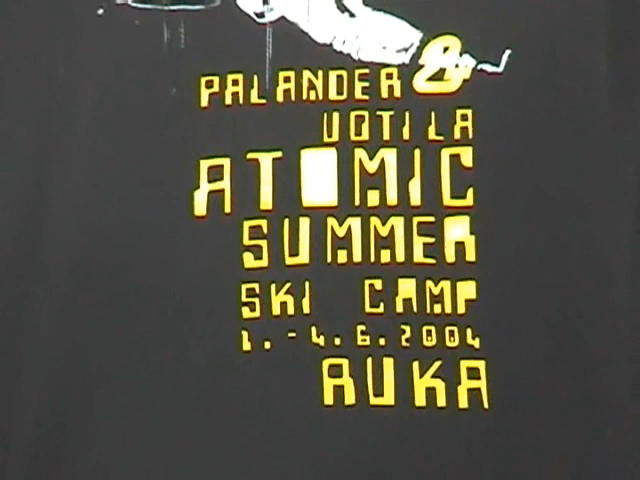 PALANDER &
UOTILA
ATOMIC
SUMMER
SKI CAMP
1.-4.6.2004
RUKA